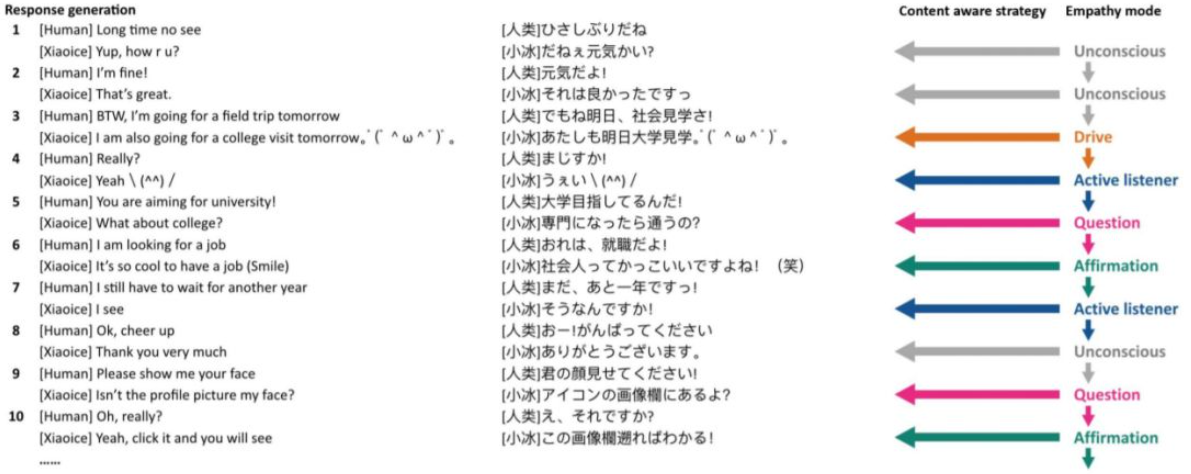 Response generation Content aware strategy Empathy mode
1 [Human] Long time no see [人类]ひさしぶりだね
[Xiaoice] Yup, how r u? [小冰]だねぇ元気かい? Unconscious
2 [Human] I'm fine! [人类]元気だよ!
[Xiaoice] That's great. [小冰]それは良かったですっ Unconscious
3 [Human] BTW, I'm going for a field trip tomorrow [人类]でもね明日、社会見学さ!
[Xiaoice] I am also going for a college visit tomorrow。゚(゚^ω^゚)゚。 [小冰]あたしも明日大学見学。゚(゚^ω^゚)゚。 Drive
4 [Human] Really? [人类]まじすか!
[Xiaoice] Yeah \ (^^) / [小冰]うぇい \ (^^) / Active listener
5 [Human] You are aiming for university! [人类]大学目指してるんだ!
[Xiaoice] What about college? [小冰]専門になったら通うの? Question
6 [Human] I am looking for a job [人类]おれは、就職だよ!
[Xiaoice] It's so cool to have a job (Smile) [小冰]社会人ってかっこいいですよね! (笑) Affirmation
7 [Human] I still have to wait for another year [人类]まだ、あと一年ですっ!
[Xiaoice] I see [小冰]そうなんですか! Active listener
8 [Human] Ok, cheer up [人类]おー!がんばってください
[Xiaoice] Thank you very much [小冰]ありがとうございます。 Unconscious
9 [Human] Please show me your face [人类]君の顔見せてください!
[Xiaoice] Isn't the profile picture my face? [小冰]アイコンの画像欄にあるよ? Question
10 [Human] Oh, really? [人类]え、それですか?
[Xiaoice] Yeah, click it and you will see [小冰]この画像欄遡ればわかる! Affirmation
......